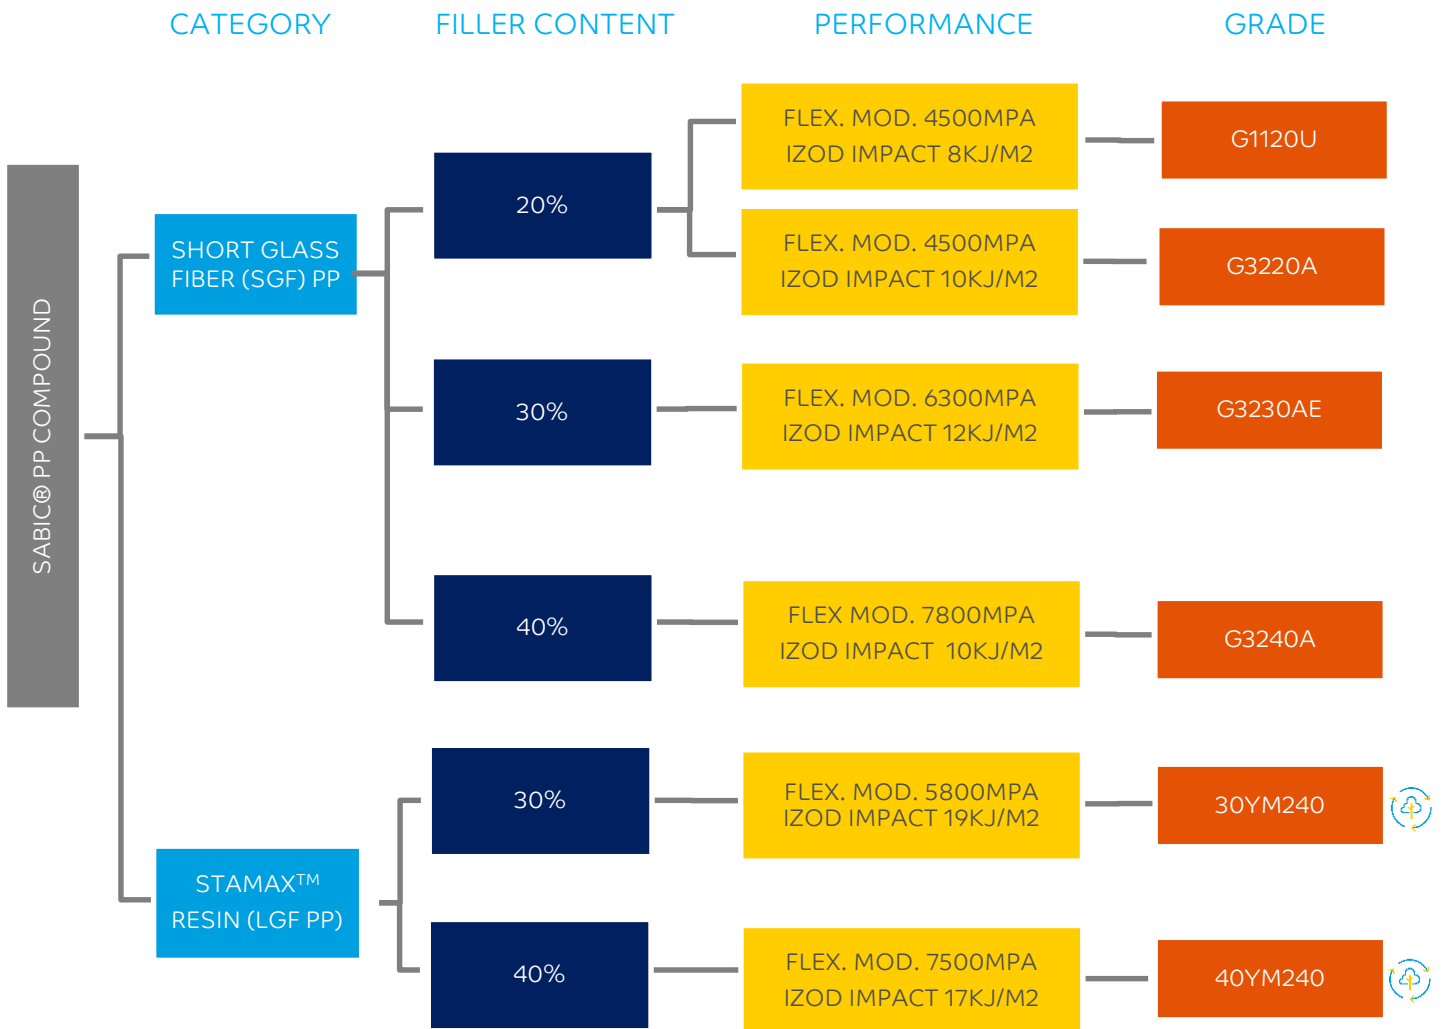 CATEGORY
FILLER CONTENT
PERFORMANCE
GRADE
SABIC® PP COMPOUND
SHORT GLASS
FIBER (SGF) PP
20%
FLEX. MOD. 4500MPA
IZOD IMPACT 8KJ/M2
G1120U
FLEX. MOD. 4500MPA
IZOD IMPACT 10KJ/M2
G3220A
30%
FLEX. MOD. 6300MPA
IZOD IMPACT 12KJ/M2
G3230AE
40%
FLEX MOD. 7800MPA
IZOD IMPACT 10KJ/M2
G3240A
STAMAX™
RESIN (LGF PP)
30%
FLEX. MOD. 5800MPA
IZOD IMPACT 19KJ/M2
30YM240
40%
FLEX. MOD. 7500MPA
IZOD IMPACT 17KJ/M2
40YM240